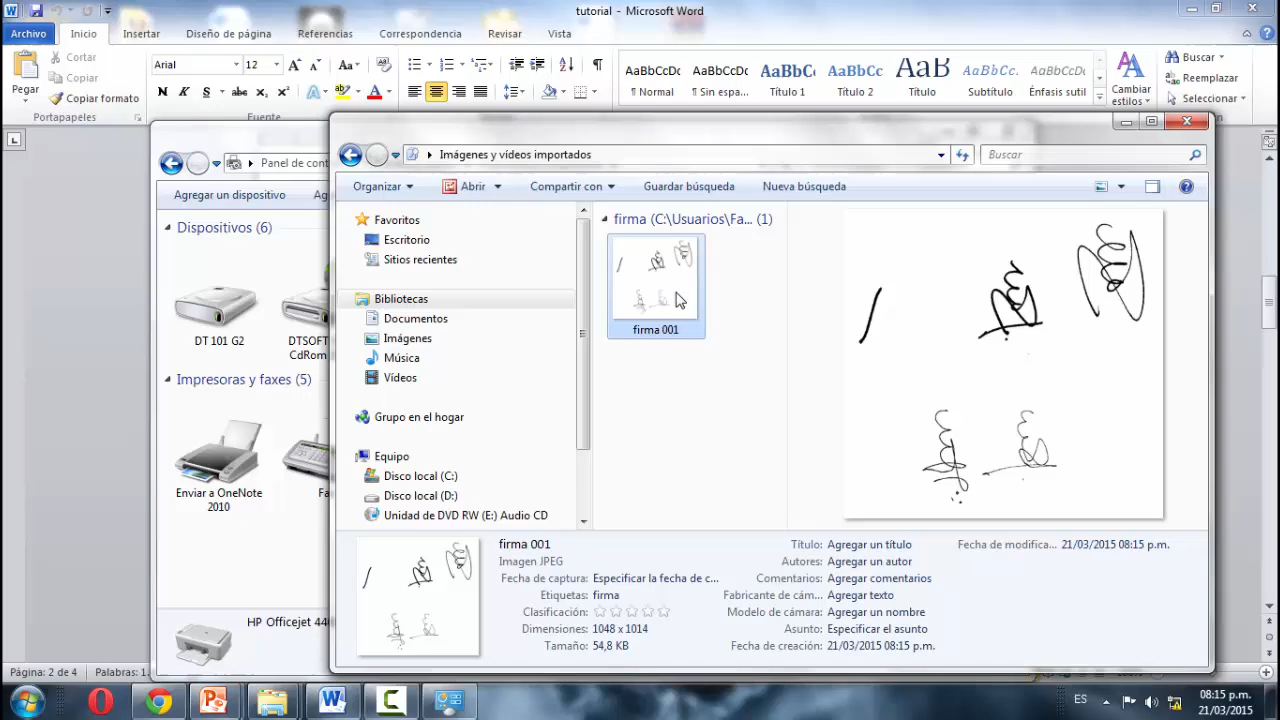 tutorial - Microsoft Word
Archivo Inicio Insertar Diseño de página Referencias Correspondencia Revisar Vista
Pegar
Cortar
Copiar
Copiar formato
Portapapeles
Arial 12
Fuente
AaBbCcDc AaBbCcDc AaBbC AaBbCc AaB AaBbCc. AaBbCcDc
¶ Normal ¶ Sin espa... Título 1 Título 2 Título Subtítulo Énfasis sutil
Cambiar estilos
Buscar
Reemplazar
Seleccionar
Panel de cont
Agregar un dispositivo Ag
Dispositivos (6)
DT 101 G2
DTSOFT
CdRom
Impresoras y faxes (5)
Enviar a OneNote 2010
Fa
HP Officejet 44
Imágenes y vídeos importados
Buscar
Organizar Abrir Compartir con Guardar búsqueda Nueva búsqueda
Favoritos
Escritorio
Sitios recientes
Bibliotecas
Documentos
Imágenes
Música
Vídeos
Grupo en el hogar
Equipo
Disco local (C:)
Disco local (D:)
Unidad de DVD RW (E:) Audio CD
firma (C:\Usuarios\Fa... (1)
firma 001
firma 001
Imagen JPEG
Fecha de captura: Especificar la fecha de c...
Etiquetas: firma
Clasificación:
Dimensiones: 1048 x 1014
Tamaño: 54,8 KB
Título: Agregar un título
Autores: Agregar un autor
Comentarios: Agregar comentarios
Fabricante de cám... Agregar texto
Modelo de cámara: Agregar un nombre
Asunto: Especificar el asunto
Fecha de creación: 21/03/2015 08:15 p.m.
Fecha de modifica... 21/03/2015 08:15 p.m.
Página: 2 de 4 Palabras: 1.
ES
08:15 p.m.
21/03/2015